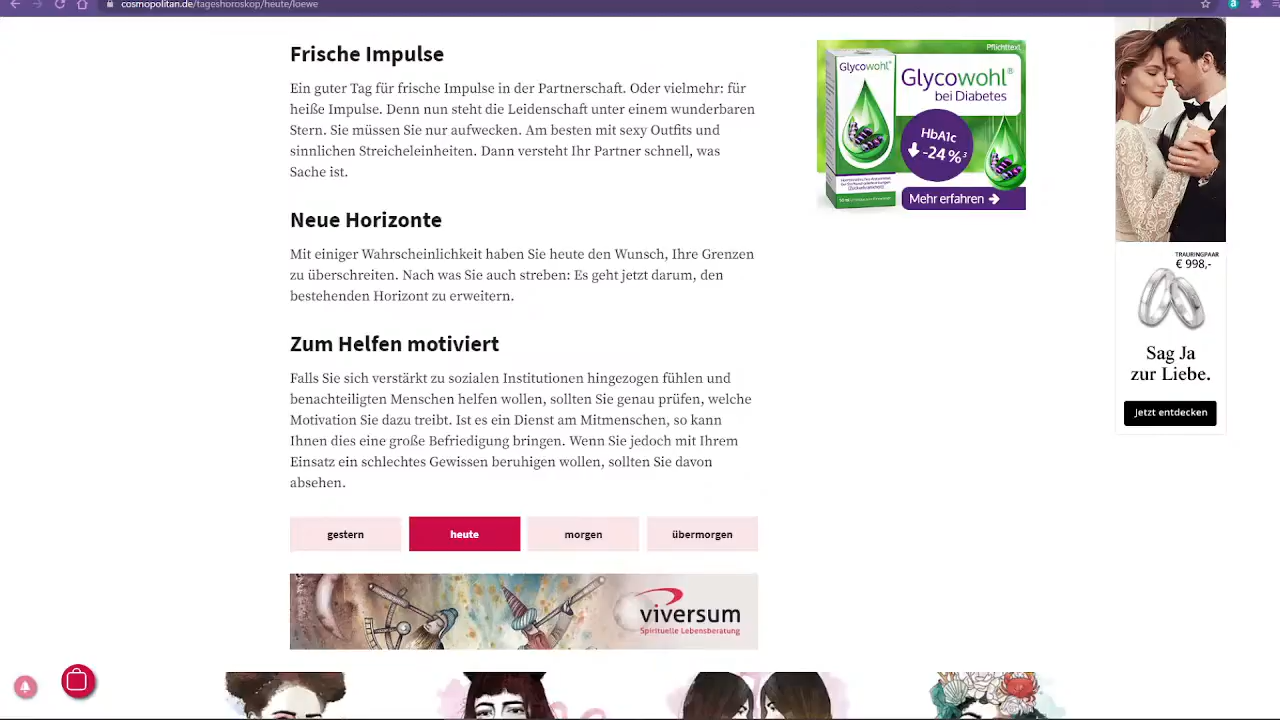 cosmopolitan.de/tageshoroskop/heute/loewe
Frische Impulse
Ein guter Tag für frische Impulse in der Partnerschaft. Oder vielmehr: für
heiße Impulse. Denn nun steht die Leidenschaft unter einem wunderbaren
Stern. Sie müssen Sie nur aufwecken. Am besten mit sexy Outfits und
sinnlichen Streicheleinheiten. Dann versteht Ihr Partner schnell, was
Sache ist.
Neue Horizonte
Mit einiger Wahrscheinlichkeit haben Sie heute den Wunsch, Ihre Grenzen
zu überschreiten. Nach was Sie auch streben: Es geht jetzt darum, den
bestehenden Horizont zu erweitern.
Zum Helfen motiviert
Falls Sie sich verstärkt zu sozialen Institutionen hingezogen fühlen und
benachteiligten Menschen helfen wollen, sollten Sie genau prüfen, welche
Motivation Sie dazu treibt. Ist es ein Dienst am Mitmenschen, so kann
Ihnen dies eine große Befriedigung bringen. Wenn Sie jedoch mit Ihrem
Einsatz ein schlechtes Gewissen beruhigen wollen, sollten Sie davon
absehen.
gestern
heute
morgen
übermorgen
viversum
Spirituelle Lebensberatung
Pflichttext
Glycowohl®
Glycowohl®
bei Diabetes
HbA1c
-24%³
Mehr erfahren
TRAURINGPAAR
€ 998,-
Sag Ja
zur Liebe.
Jetzt entdecken